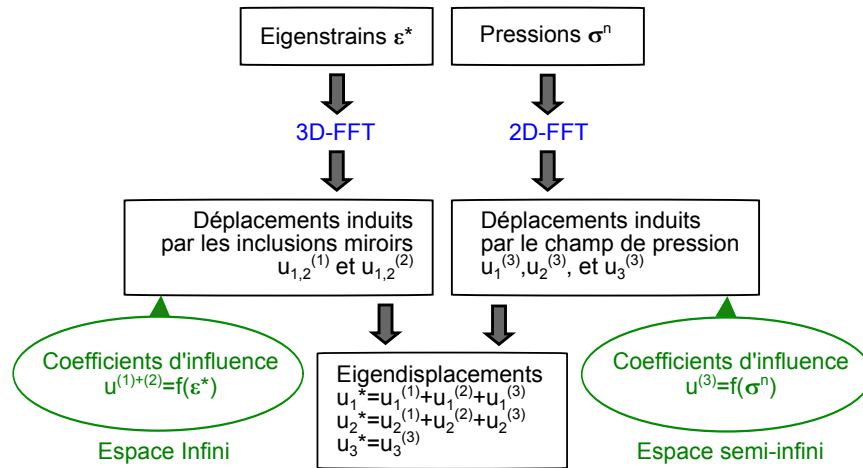 Eigenstrains ε*
Pressions σⁿ
3D-FFT
2D-FFT
Déplacements induits
par les inclusions miroirs
u₁,₂⁽¹⁾ et u₁,₂⁽²⁾
Déplacements induits
par le champ de pression
u₁⁽³⁾,u₂⁽³⁾, et u₃⁽³⁾
Coefficients d'influence
u⁽¹⁾⁺⁽²⁾=f(ε*)
Espace Infini
Eigendisplacements
u₁*=u₁⁽¹⁾+u₁⁽²⁾+u₁⁽³⁾
u₂*=u₂⁽¹⁾+u₂⁽²⁾+u₂⁽³⁾
u₃*=u₃⁽³⁾
Coefficients d'influence
u⁽³⁾=f(σⁿ)
Espace semi-infini